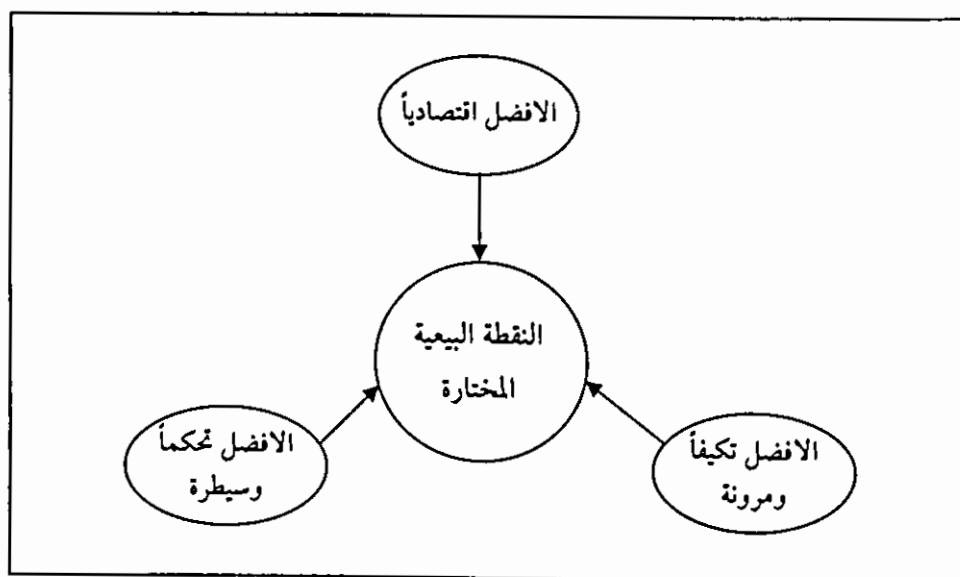 الافضل اقتصادياً
النقطة البيعية
المختارة
الافضل تكيفاً
ومرونة
الافضل تحكماً
وسيطرة